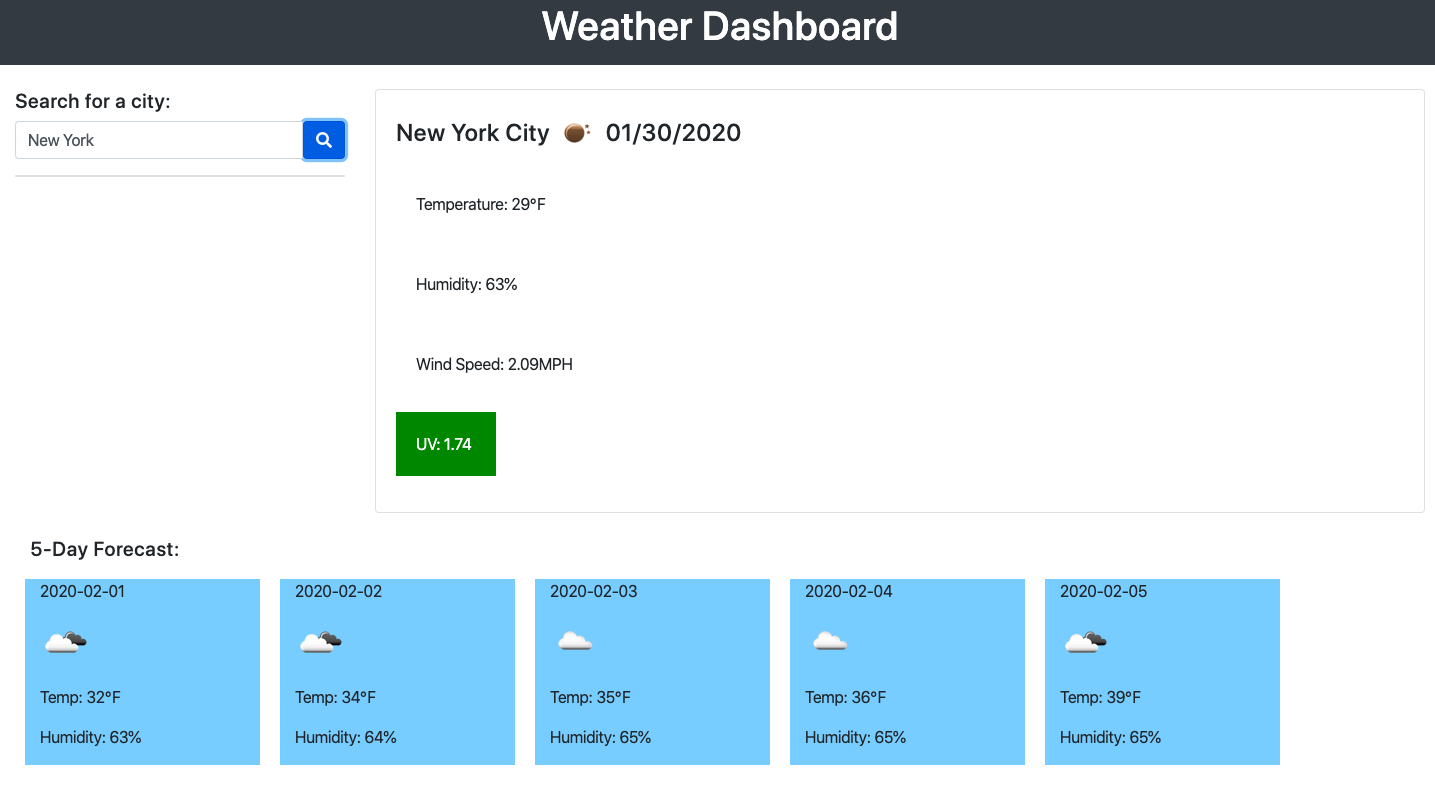 Weather Dashboard
Search for a city:
New York
New York City 01/30/2020
Temperature: 29°F
Humidity: 63%
Wind Speed: 2.09MPH
UV: 1.74
5-Day Forecast:
2020-02-01
Temp: 32°F
Humidity: 63%
2020-02-02
Temp: 34°F
Humidity: 64%
2020-02-03
Temp: 35°F
Humidity: 65%
2020-02-04
Temp: 36°F
Humidity: 65%
2020-02-05
Temp: 39°F
Humidity: 65%